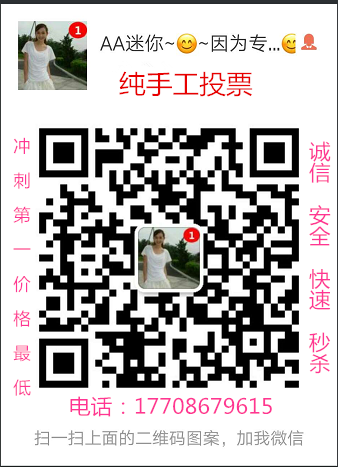 1
AA迷你~😊~因为专...😊
纯手工投票
冲刺第一价格最低
诚信 安全 快速 秒杀
1
电话：17708679615
扫一扫上面的二维码图案，加我微信